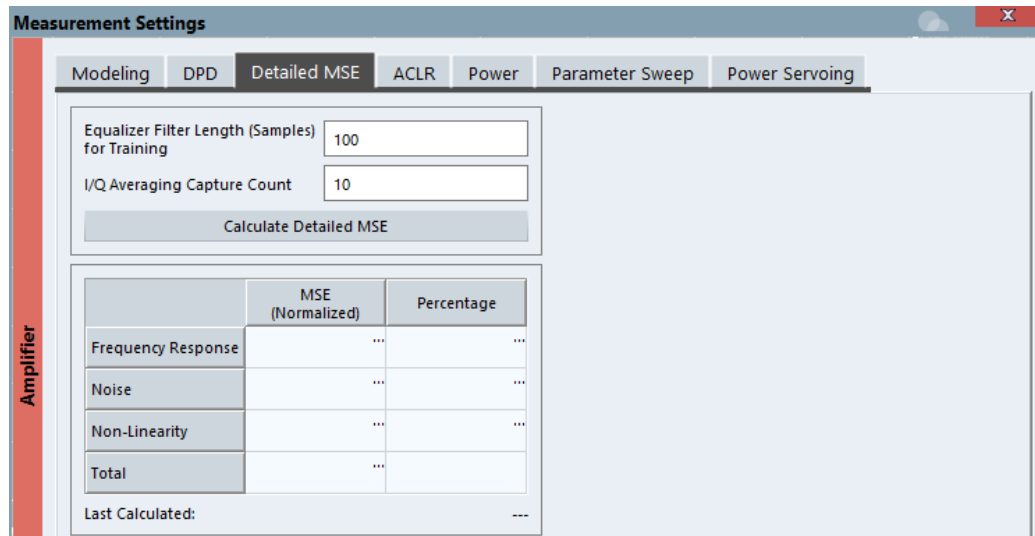 Measurement Settings
X
Amplifier
Modeling DPD Detailed MSE ACLR Power Parameter Sweep Power Servoing
Equalizer Filter Length (Samples)
for Training
100
I/Q Averaging Capture Count 10
Calculate Detailed MSE
MSE
(Normalized)
Percentage
Frequency Response ... ...
Noise ... ...
Non-Linearity ... ...
Total ...
Last Calculated: ---